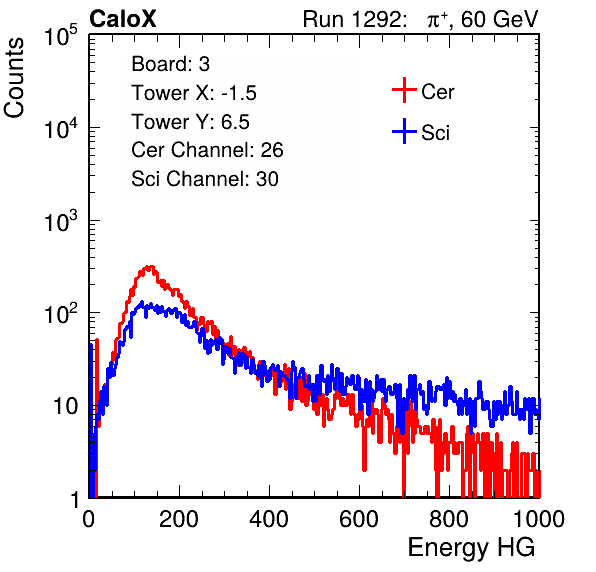 CaloX Run 1292: π⁺, 60 GeV
Counts
Board: 3
Tower X: -1.5
Tower Y: 6.5
Cer Channel: 26
Sci Channel: 30
Cer
Sci
10⁵
10⁴
10³
10²
10
1
0 200 400 600 800 1000
Energy HG